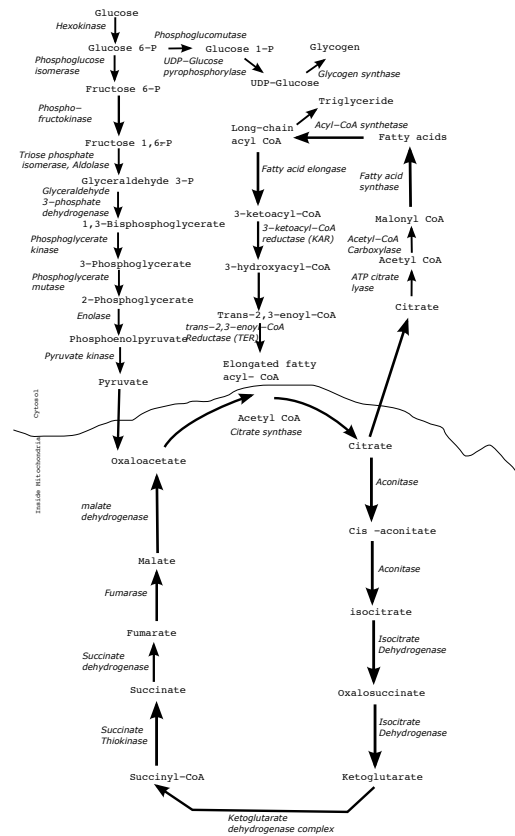 Glucose
Hexokinase
Glucose 6-P
Phosphoglucomutase
Glucose 1-P
Glycogen
Phosphoglucose
isomerase
UDP-Glucose
pyrophosphorylase
Glycogen synthase
UDP-Glucose
Fructose 6-P
Triglyceride
Phospho-
fructokinase
Long-chain
acyl CoA
Acyl-CoA synthetase
Fatty acids
Fructose 1,6-P
Triose phosphate
isomerase, Aldolase
Fatty acid elongase
Fatty acid
synthase
Glyceraldehyde 3-P
Glyceraldehyde
3-phosphate
dehydrogenase
3-ketoacyl-CoA
Malonyl CoA
1,3-Bisphosphoglycerate
3-ketoacyl-CoA
reductase (KAR)
Acetyl-CoA
Carboxylase
Phosphoglycerate
kinase
Acetyl CoA
3-Phosphoglycerate
3-hydroxyacyl-CoA
Phosphoglycerate
mutase
ATP citrate
lyase
2-Phosphoglycerate
Citrate
Enolase
Trans-2,3-enoyl-CoA
trans-2,3-enoyl-CoA
Reductase (TER)
Phosphoenolpyruvate
Pyruvate kinase
Elongated fatty
acyl- CoA
Pyruvate
Cytosol
Inside Mitochondria
Acetyl CoA
Citrate synthase
Oxaloacetate
Citrate
Aconitase
malate
dehydrogenase
Cis -aconitate
Malate
Aconitase
Fumarase
isocitrate
Fumarate
Isocitrate
Dehydrogenase
Succinate
dehydrogenase
Succinate
Oxalosuccinate
Succinate
Thiokinase
Isocitrate
Dehydrogenase
Succinyl-CoA
Ketoglutarate
Ketoglutarate
dehydrogenase complex